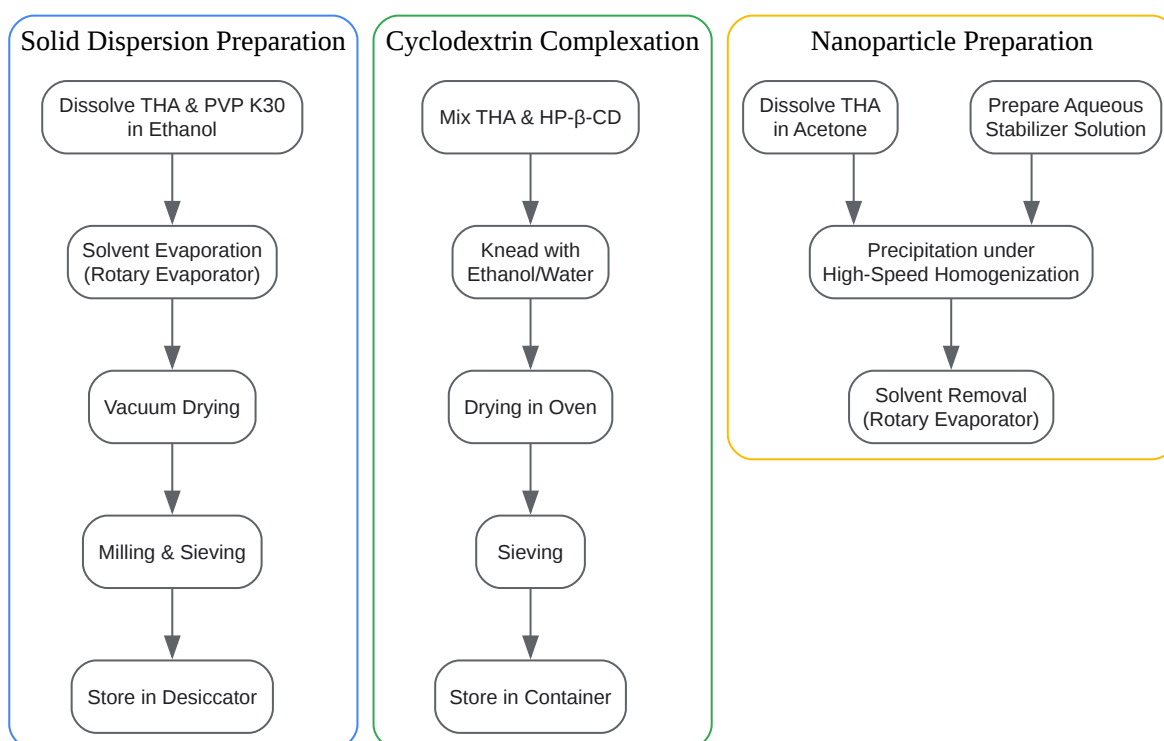 Solid Dispersion Preparation
Dissolve THA & PVP K30
in Ethanol
Solvent Evaporation
(Rotary Evaporator)
Vacuum Drying
Milling & Sieving
Store in Desiccator
Cyclodextrin Complexation
Mix THA & HP-β-CD
Knead with
Ethanol/Water
Drying in Oven
Sieving
Store in Container
Nanoparticle Preparation
Dissolve THA
in Acetone
Prepare Aqueous
Stabilizer Solution
Precipitation under
High-Speed Homogenization
Solvent Removal
(Rotary Evaporator)